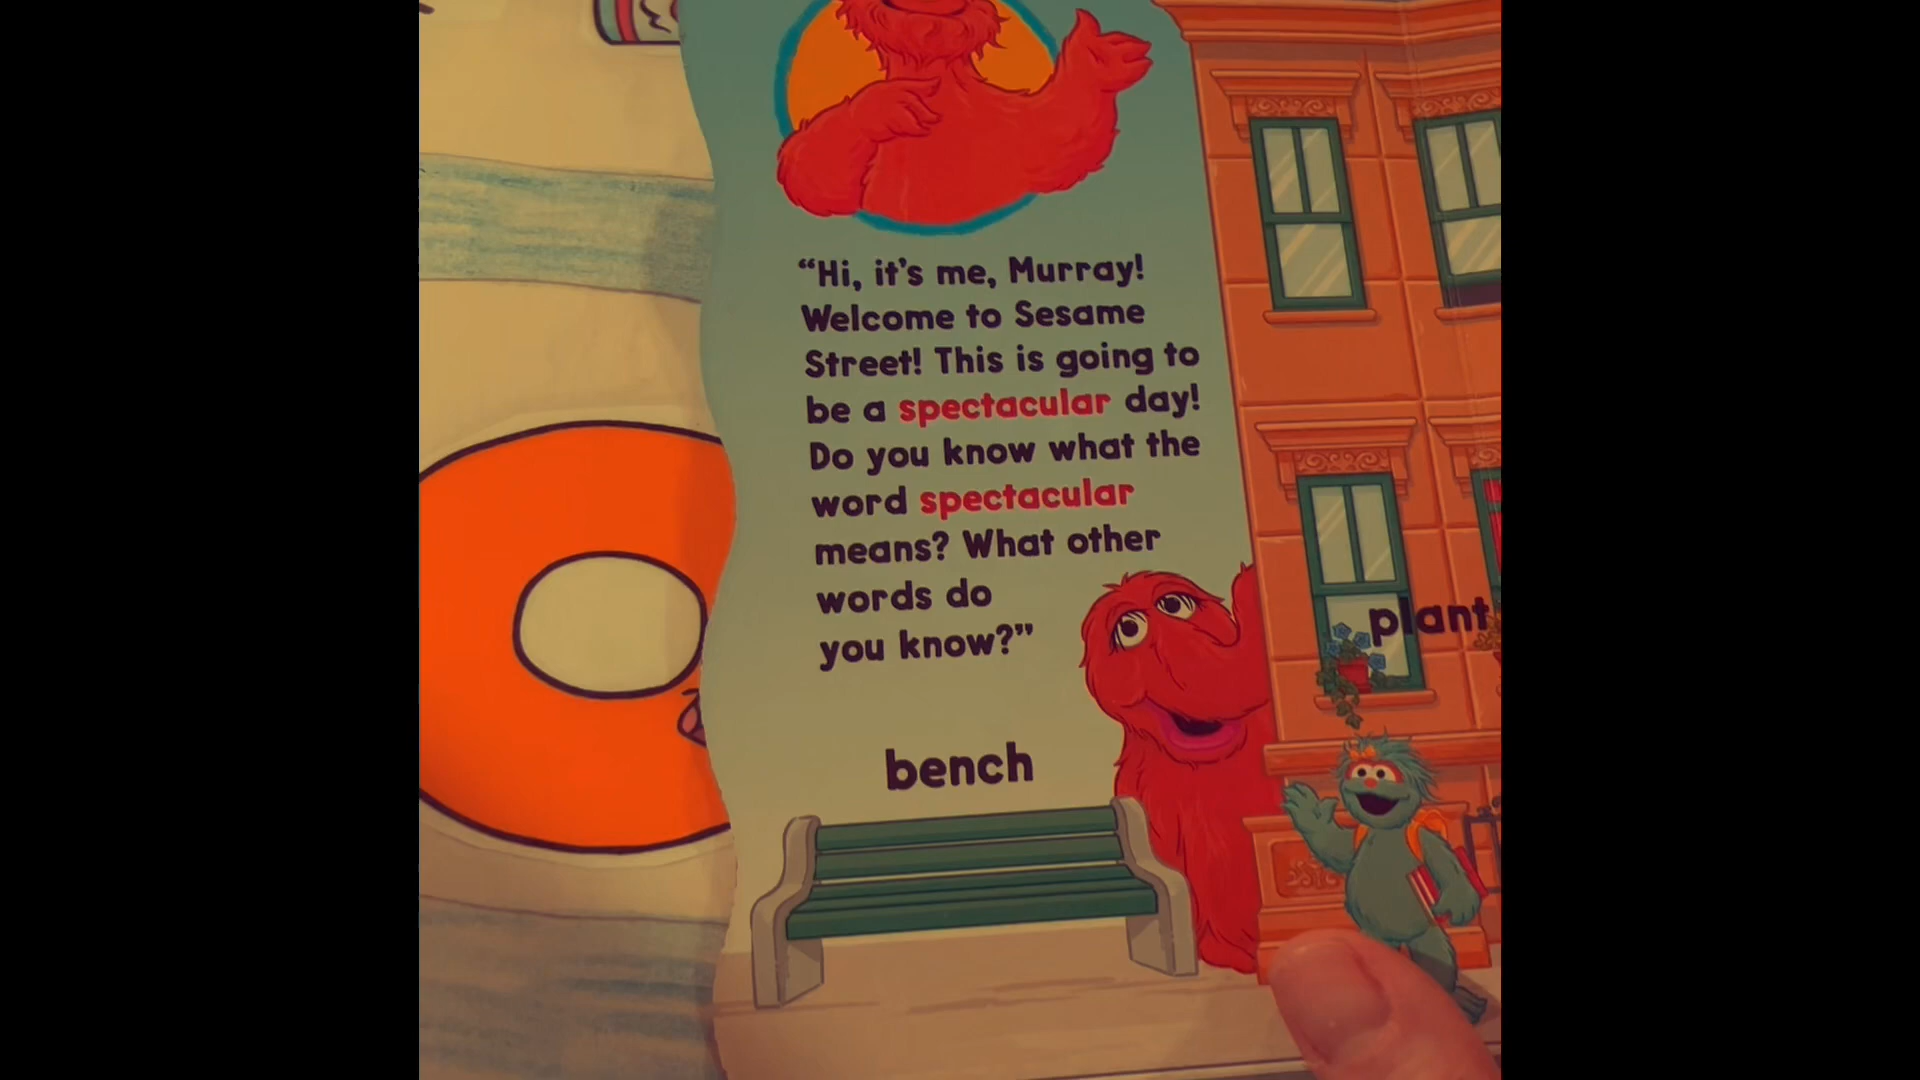 “Hi, it’s me, Murray!
Welcome to Sesame
Street! This is going to
be a spectacular day!
Do you know what the
word spectacular
means? What other
words do
you know?”
plant
bench